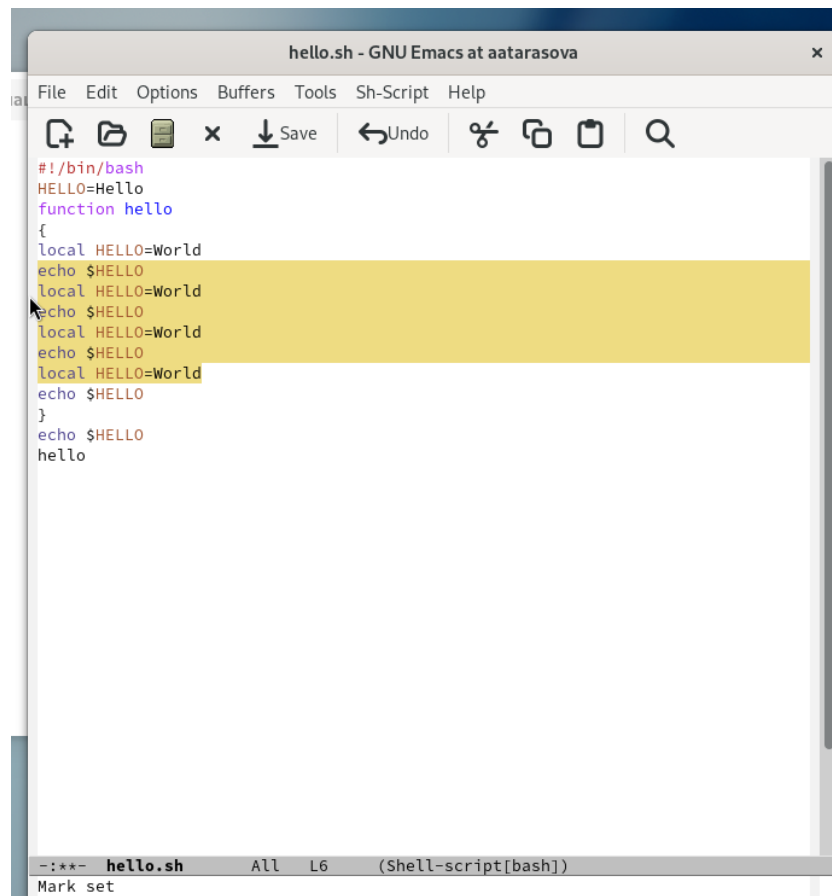 hello.sh - GNU Emacs at aatarasova
File Edit Options Buffers Tools Sh-Script Help
Save Undo
#!/bin/bash
HELLO=Hello
function hello
{
local HELLO=World
echo $HELLO
local HELLO=World
echo $HELLO
local HELLO=World
echo $HELLO
local HELLO=World
echo $HELLO
}
echo $HELLO
hello
-:**- hello.sh All L6 (Shell-script[bash])
Mark set